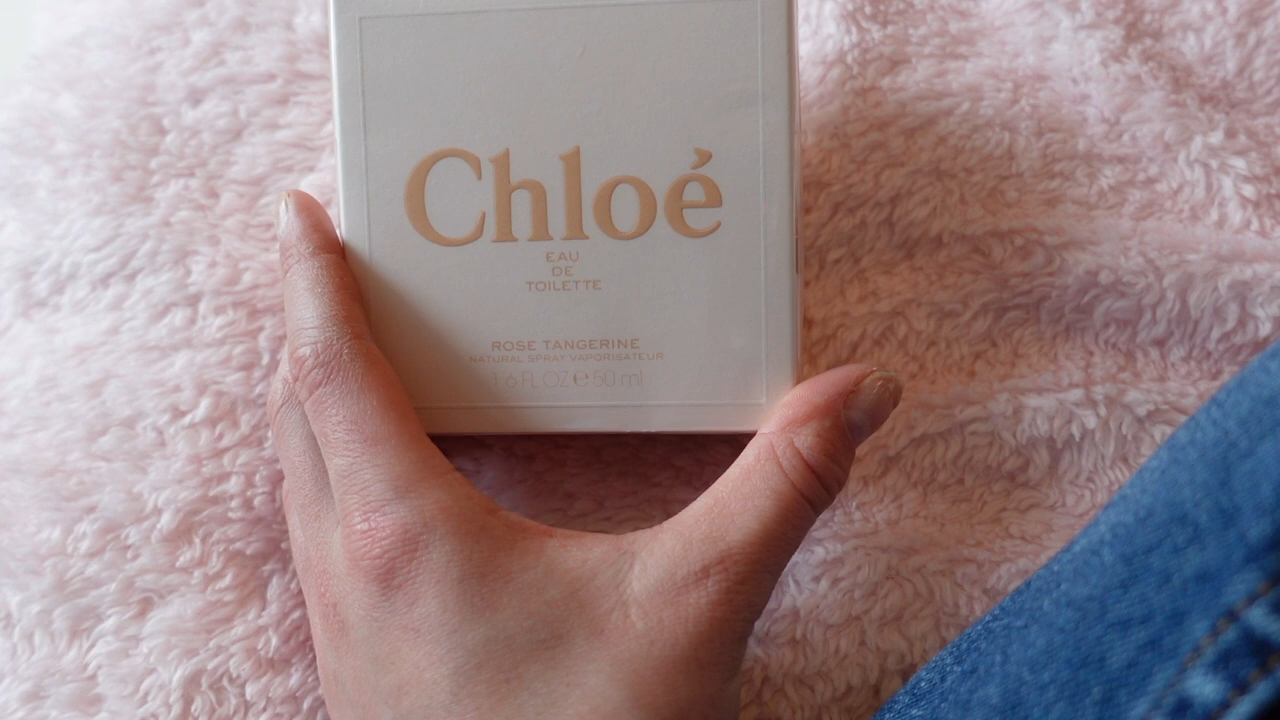 Chloé
EAU
DE
TOILETTE
ROSE TANGERINE
NATURAL SPRAY VAPORISATEUR
1.6 FL OZ ℮ 50 ml